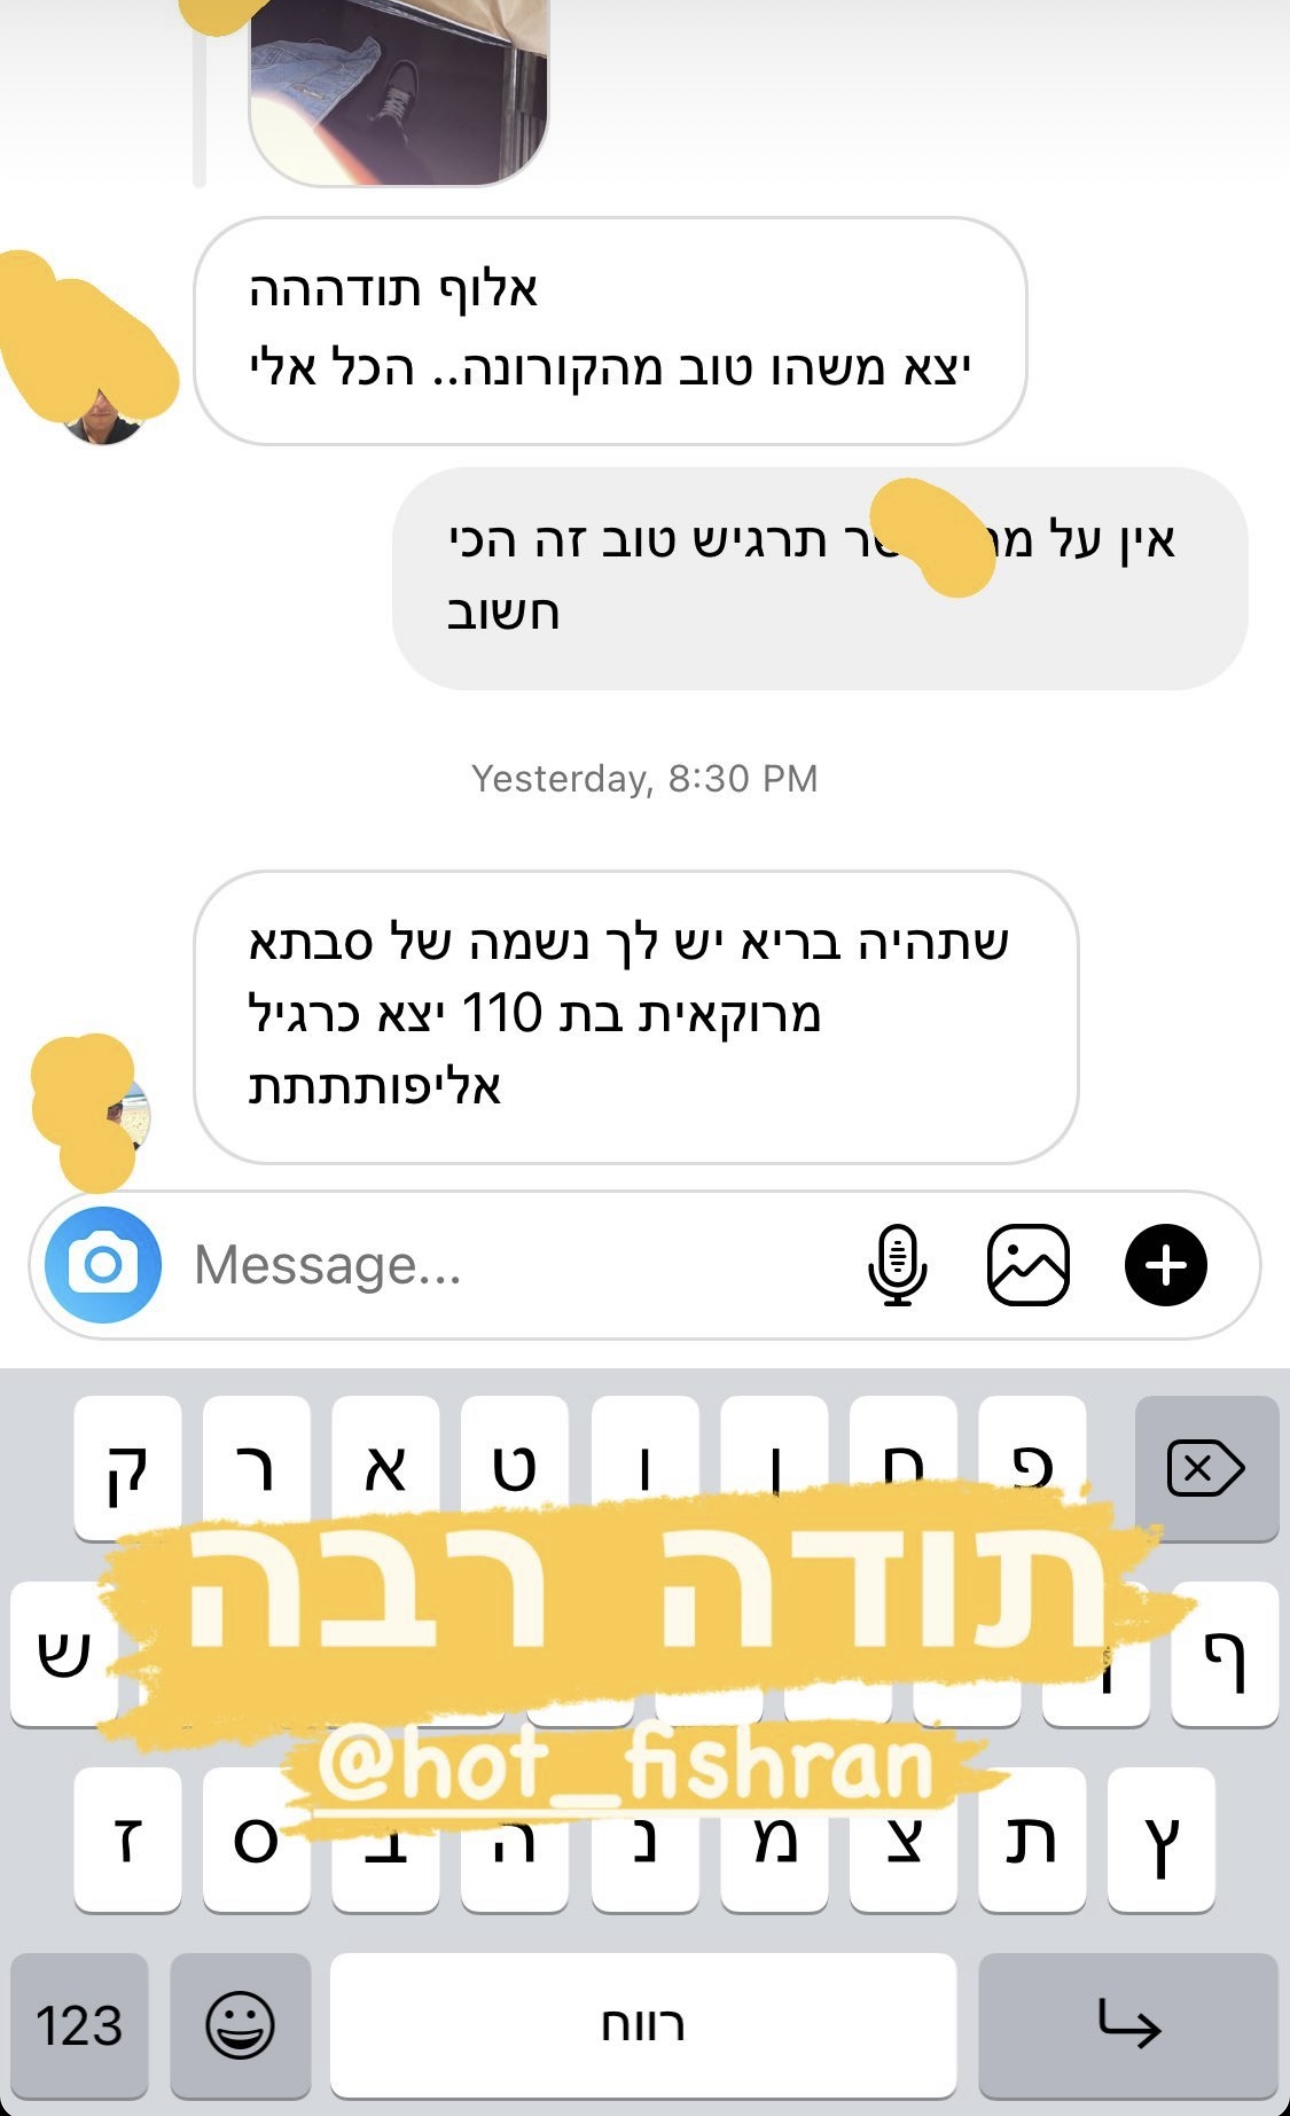 אלוף תודההה
יצא משהו טוב מהקורונה.. הכל אלי
אין על תרגיש טוב זה הכי
חשוב
Yesterday, 8:30 PM
שתהיה בריא יש לך נשמה של סבתא
מרוקאית בת 110 יצא כרגיל
אליפותתתת
Message...
ק ר א ט ו ן ם פ
תודה רבה
ש ף
@hot_fishran
ז ס ב ה נ מ צ ת ץ
123 רווח